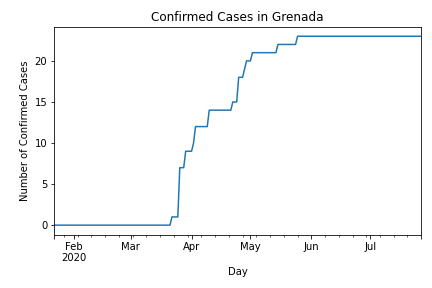 Confirmed Cases in Grenada
Number of Confirmed Cases
20
15
10
5
0
Feb Mar Apr May Jun Jul
2020
Day